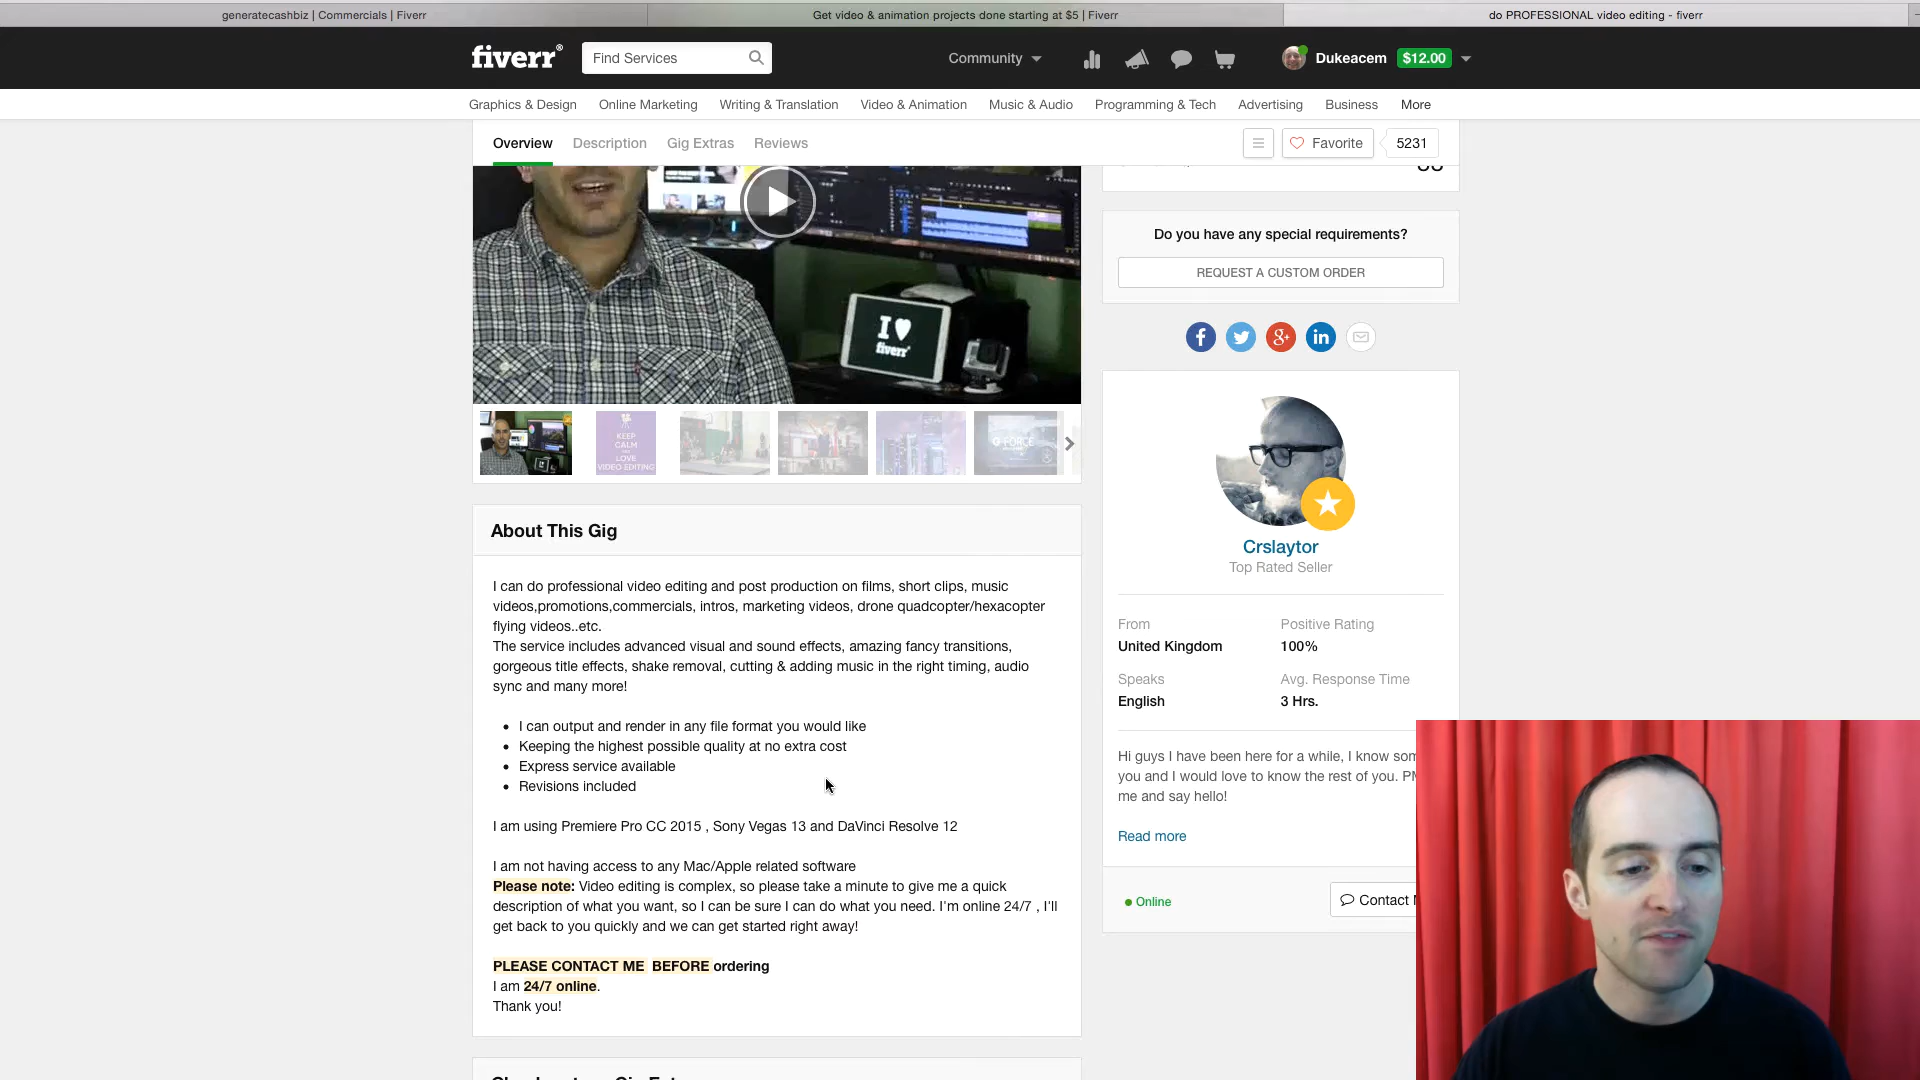 generatecashbiz | Commercials | Fiverr
Get video & animation projects done starting at $5 | Fiverr
do PROFESSIONAL video editing - fiverr
fiverr®
Find Services
Community
Dukeacem
$12.00
Graphics & Design
Online Marketing
Writing & Translation
Video & Animation
Music & Audio
Programming & Tech
Advertising
Business
More
Overview
Description
Gig Extras
Reviews
Favorite
5231
I ♥
fiverr
KEEP
CALM
LOVE
VIDEO EDITING
G FORCE
Do you have any special requirements?
REQUEST A CUSTOM ORDER
About This Gig
I can do professional video editing and post production on films, short clips, music
videos,promotions,commercials, intros, marketing videos, drone quadcopter/hexacopter
flying videos..etc.
The service includes advanced visual and sound effects, amazing fancy transitions,
gorgeous title effects, shake removal, cutting & adding music in the right timing, audio
sync and many more!
• I can output and render in any file format you would like
• Keeping the highest possible quality at no extra cost
• Express service available
• Revisions included
I am using Premiere Pro CC 2015 , Sony Vegas 13 and DaVinci Resolve 12
I am not having access to any Mac/Apple related software
Please note: Video editing is complex, so please take a minute to give me a quick
description of what you want, so I can be sure I can do what you need. I'm online 24/7 , I'll
get back to you quickly and we can get started right away!
PLEASE CONTACT ME BEFORE ordering
I am 24/7 online.
Thank you!
Crslaytor
Top Rated Seller
From
United Kingdom
Positive Rating
100%
Speaks
English
Avg. Response Time
3 Hrs.
Hi guys I have been here for a while, I know
you and I would love to know the rest of you.
me and say hello!
Read more
Online
Contact